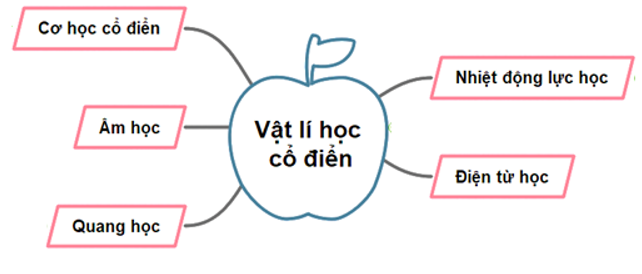 Cơ học cổ điển
Âm học
Quang học
Vật lí học
cổ điển
Nhiệt động lực học
Điện từ học